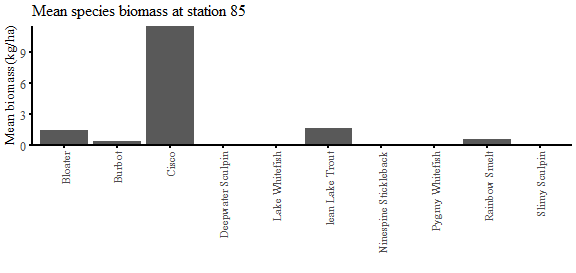 Mean species biomass at station 85
Mean biomass (kg/ha)
9
6
3
0
Bloater
Burbot
Cisco
Deepwater Sculpin
Lake Whitefish
lean Lake Trout
Ninespine Stickleback
Pygmy Whitefish
Rainbow Smelt
Slimy Sculpin